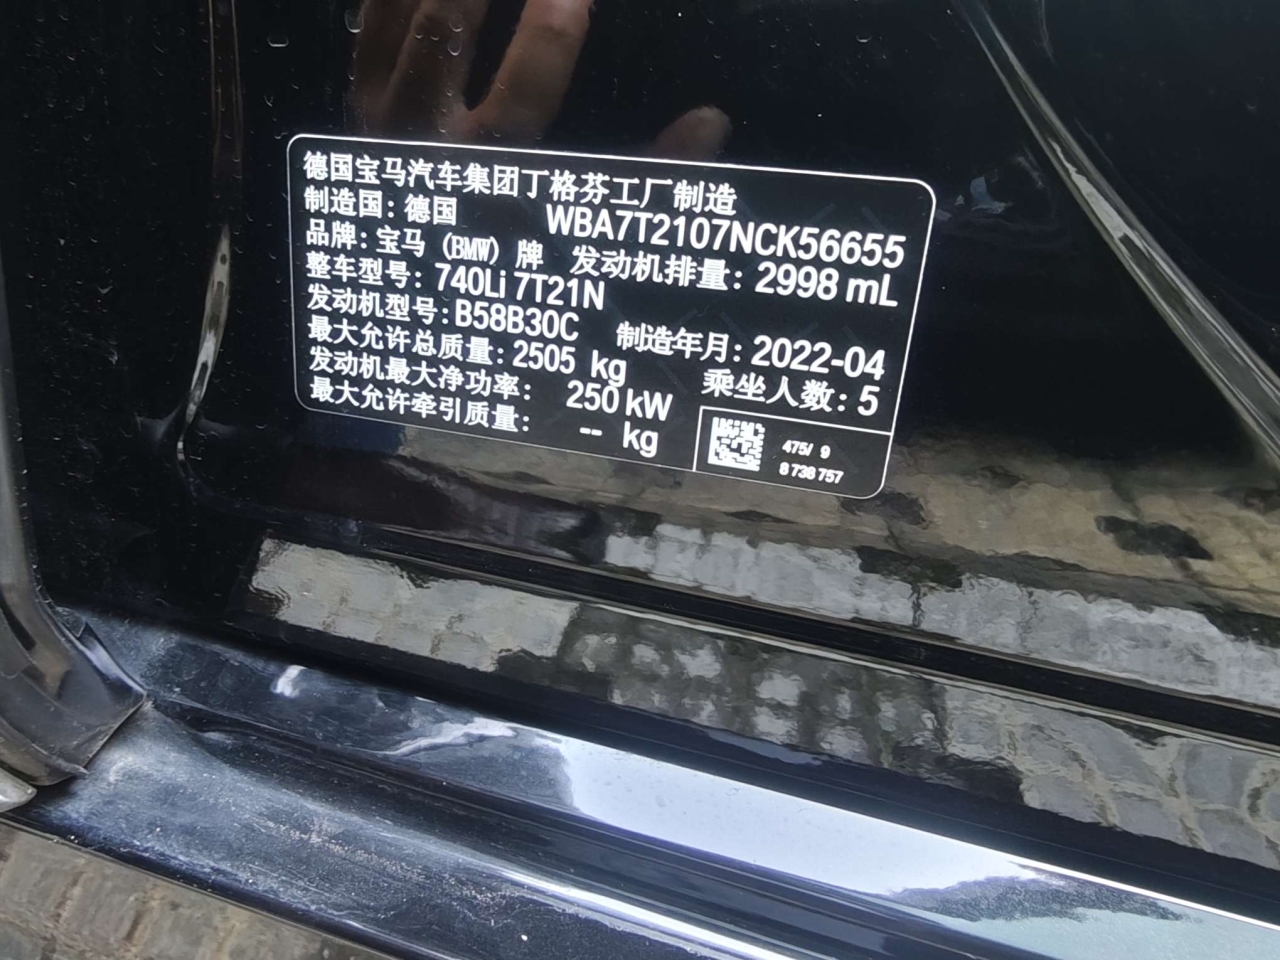 德国宝马汽车集团丁格芬工厂制造
制造国：德国 WBA7T2107NCK56655
品牌：宝马（BMW）牌 发动机排量：2998 mL
整车型号：740Li 7T21N
发动机型号：B58B30C 制造年月：2022-04
最大允许总质量：2505 kg 乘坐人数：5
发动机最大净功率：250 kW
最大允许牵引质量：-- kg
475/ 9
8 738 757